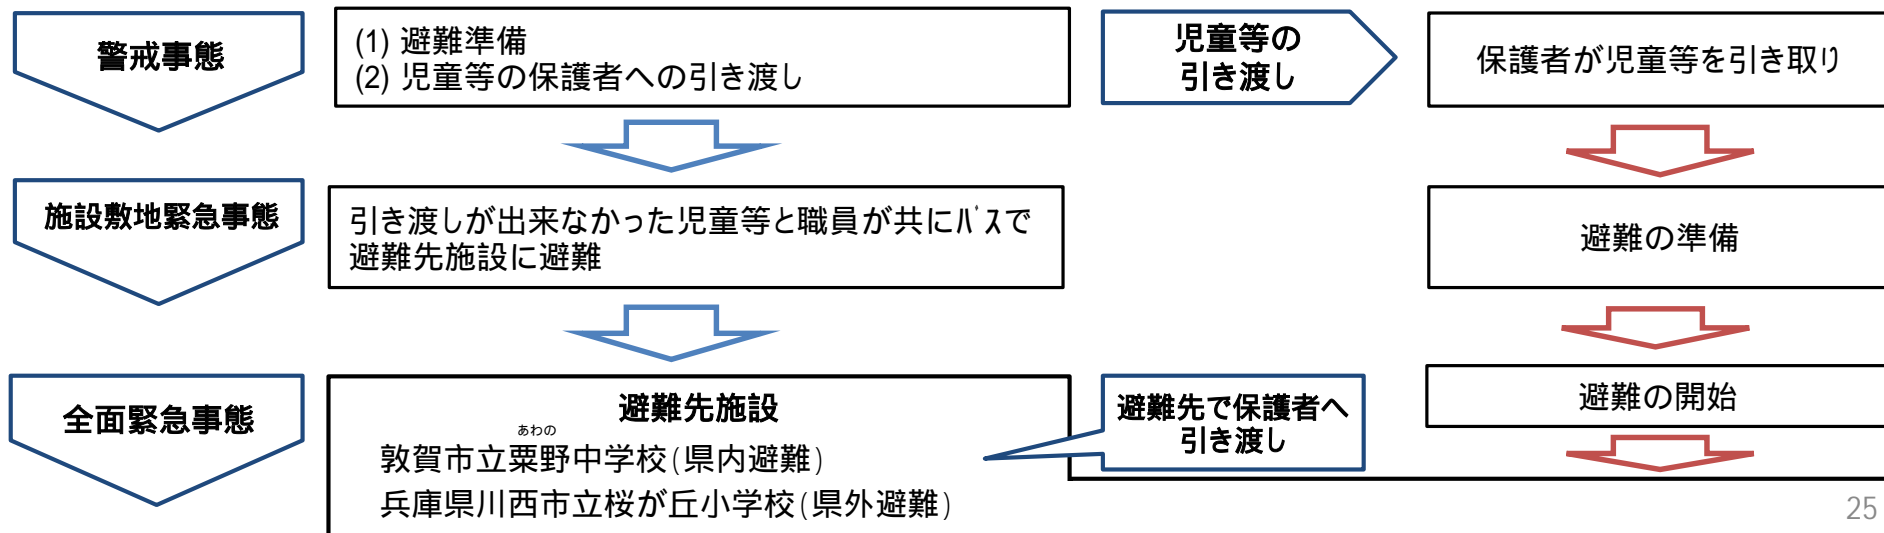 警戒事態
(1) 避難準備
(2) 児童等の保護者への引き渡し
児童等の
引き渡し
保護者が児童等を引き取り
施設敷地緊急事態
引き渡しが出来なかった児童等と職員が共にバスで
避難先施設に避難
避難の準備
全面緊急事態
避難先施設
あわの
敦賀市立粟野中学校(県内避難)
兵庫県川西市立桜が丘小学校(県外避難)
避難先で保護者へ
引き渡し
避難の開始
25